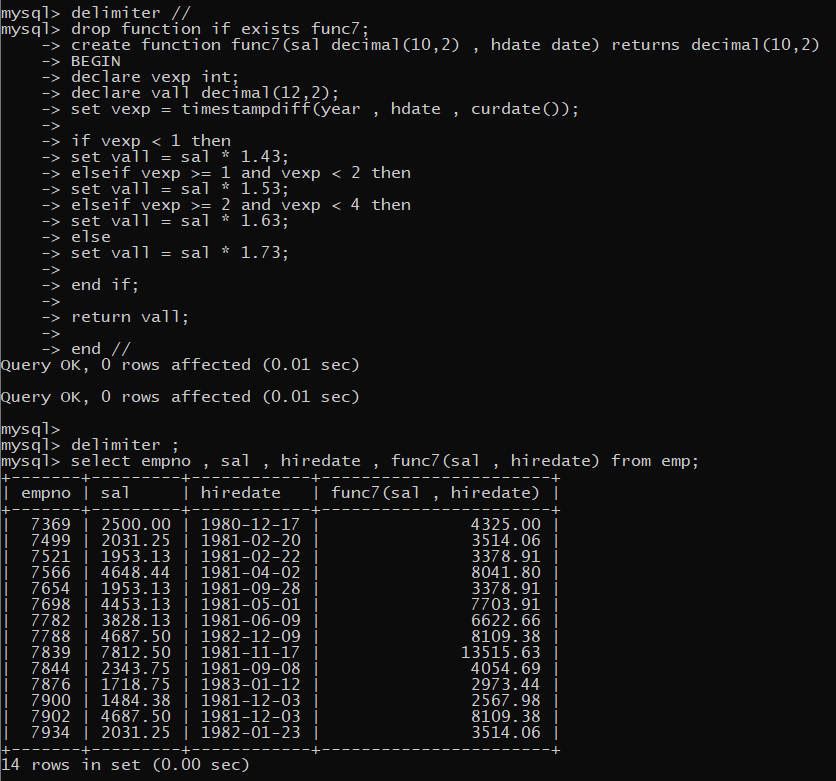 mysql> delimiter //
mysql> drop function if exists func7;
    -> create function func7(sal decimal(10,2) , hdate date) returns decimal(10,2)
    -> BEGIN
    -> declare vexp int;
    -> declare vall decimal(12,2);
    -> set vexp = timestampdiff(year , hdate , curdate());
    ->
    -> if vexp < 1 then
    -> set vall = sal * 1.43;
    -> elseif vexp >= 1 and vexp < 2 then
    -> set vall = sal * 1.53;
    -> elseif vexp >= 2 and vexp < 4 then
    -> set vall = sal * 1.63;
    -> else
    -> set vall = sal * 1.73;
    ->
    -> end if;
    ->
    -> return vall;
    ->
    -> end //
Query OK, 0 rows affected (0.01 sec)

Query OK, 0 rows affected (0.01 sec)

mysql>
mysql> delimiter ;
mysql> select empno , sal , hiredate , func7(sal , hiredate) from emp;
+-------+---------+------------+-----------------------+
| empno | sal     | hiredate   | func7(sal , hiredate) |
+-------+---------+------------+-----------------------+
|  7369 | 2500.00 | 1980-12-17 |               4325.00 |
|  7499 | 2031.25 | 1981-02-20 |               3514.06 |
|  7521 | 1953.13 | 1981-02-22 |               3378.91 |
|  7566 | 4648.44 | 1981-04-02 |               8041.80 |
|  7654 | 1953.13 | 1981-09-28 |               3378.91 |
|  7698 | 4453.13 | 1981-05-01 |               7703.91 |
|  7782 | 3828.13 | 1981-06-09 |               6622.66 |
|  7788 | 4687.50 | 1982-12-09 |               8109.38 |
|  7839 | 7812.50 | 1981-11-17 |              13515.63 |
|  7844 | 2343.75 | 1981-09-08 |               4054.69 |
|  7876 | 1718.75 | 1983-01-12 |               2973.44 |
|  7900 | 1484.38 | 1981-12-03 |               2567.98 |
|  7902 | 4687.50 | 1981-12-03 |               8109.38 |
|  7934 | 2031.25 | 1982-01-23 |               3514.06 |
+-------+---------+------------+-----------------------+
14 rows in set (0.00 sec)